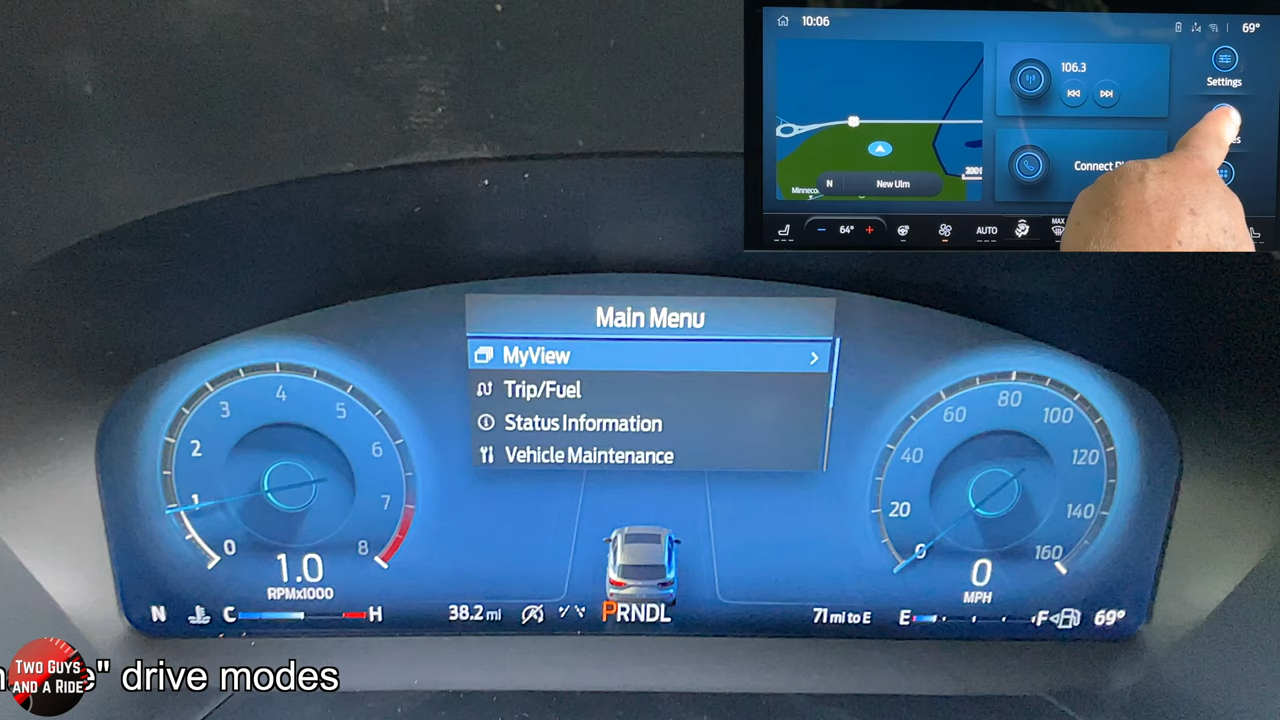 10:06
69°
Settings
106.3
Connect
N New Ulm
64°
AUTO
MAX
Main Menu
MyView
Trip/Fuel
Status Information
Vehicle Maintenance
0
1
2
3
4
5
6
7
8
1.0
RPMx1000
0
20
40
60
80
100
120
140
160
0
MPH
N C H 38.2 mi PRNDL 71 mi to E E F 69°
TWO GUYS
AND A RIDE
" drive modes